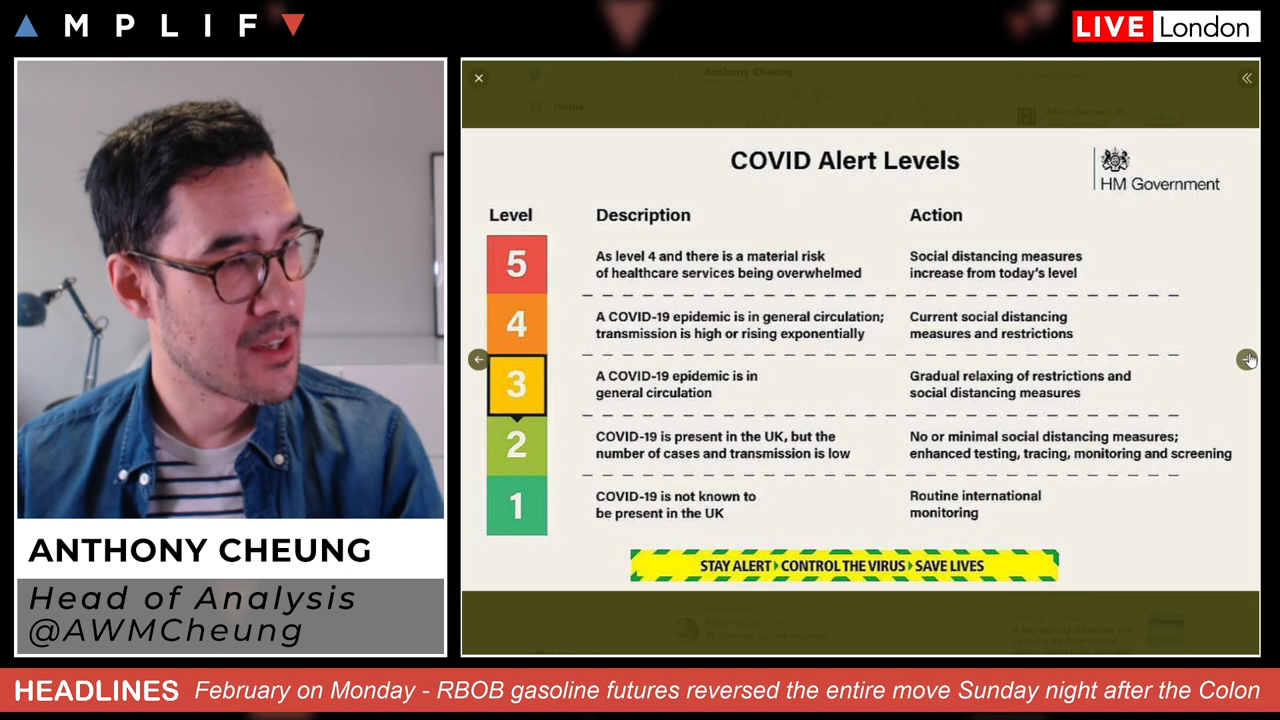 AMPLIFY
LIVE London
Anthony Cheung
Home
COVID Alert Levels
HM Government
Level
Description
Action
5
As level 4 and there is a material risk
of healthcare services being overwhelmed
Social distancing measures
increase from today's level
4
A COVID-19 epidemic is in general circulation;
transmission is high or rising exponentially
Current social distancing
measures and restrictions
3
A COVID-19 epidemic is in
general circulation
Gradual relaxing of restrictions and
social distancing measures
2
COVID-19 is present in the UK, but the
number of cases and transmission is low
No or minimal social distancing measures;
enhanced testing, tracing, monitoring and screening
1
COVID-19 is not known to
be present in the UK
Routine international
monitoring
STAY ALERT CONTROL THE VIRUS SAVE LIVES
ANTHONY CHEUNG
Head of Analysis
@AWMCheung
HEADLINES February on Monday - RBOB gasoline futures reversed the entire move Sunday night after the Colon